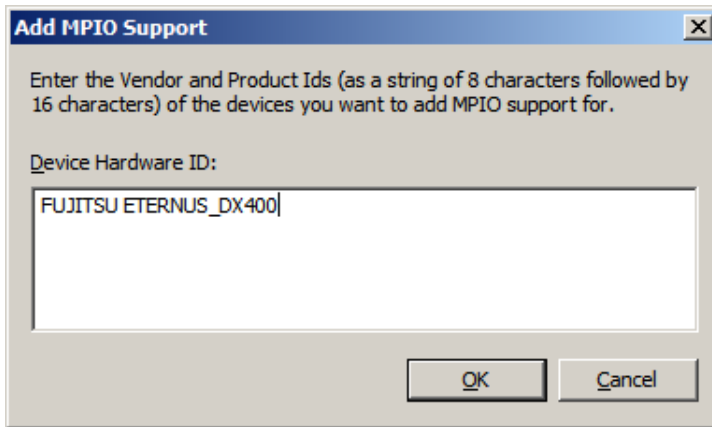 Add MPIO Support
Enter the Vendor and Product Ids (as a string of 8 characters followed by
16 characters) of the devices you want to add MPIO support for.
Device Hardware ID:
FUJITSU ETERNUS_DX400
OK
Cancel